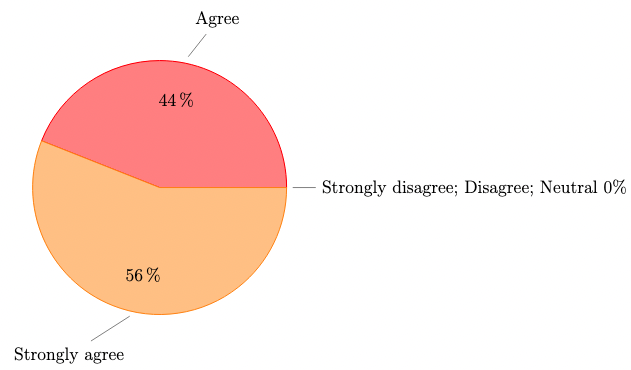 Agree
44 %
Strongly disagree; Disagree; Neutral 0%
56 %
Strongly agree